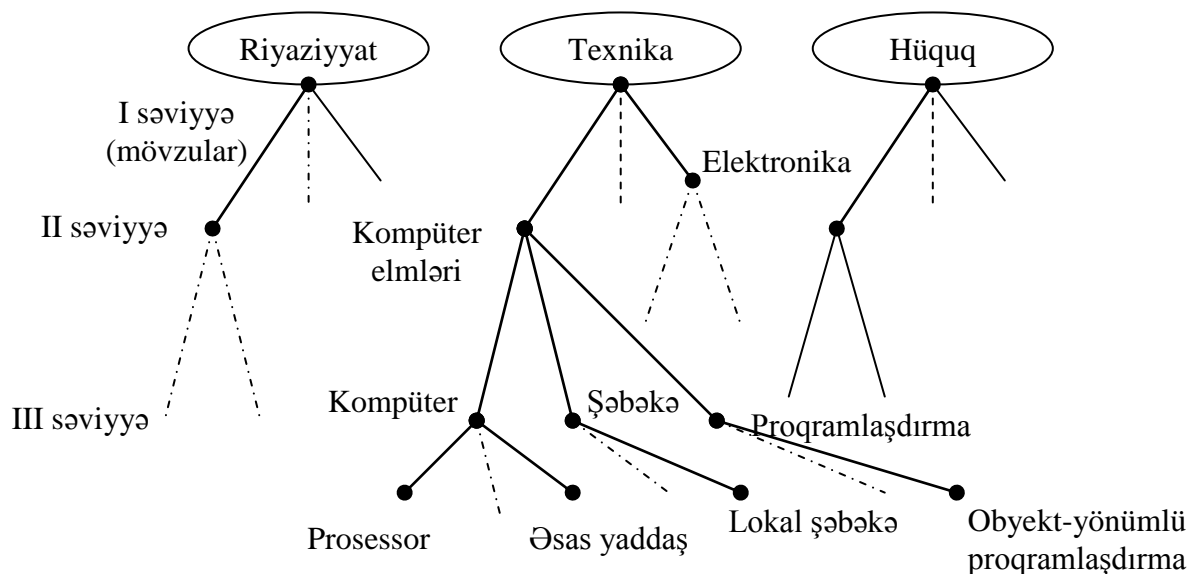 Riyaziyyat
Texnika
Hüquq
I səviyyə
(mövzular)
Elektronika
II səviyyə
Kompüter
elmləri
III səviyyə
Kompüter
Şəbəkə
Proqramlaşdırma
Prosessor
Əsas yaddaş
Lokal şəbəkə
Obyekt-yönümlü
proqramlaşdırma